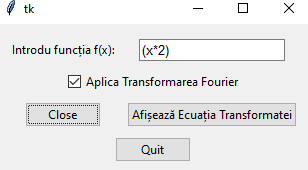 tk
Introdu funcția f(x): (x*2)
Aplica Transformarea Fourier
Close Afișează Ecuația Transformatei
Quit